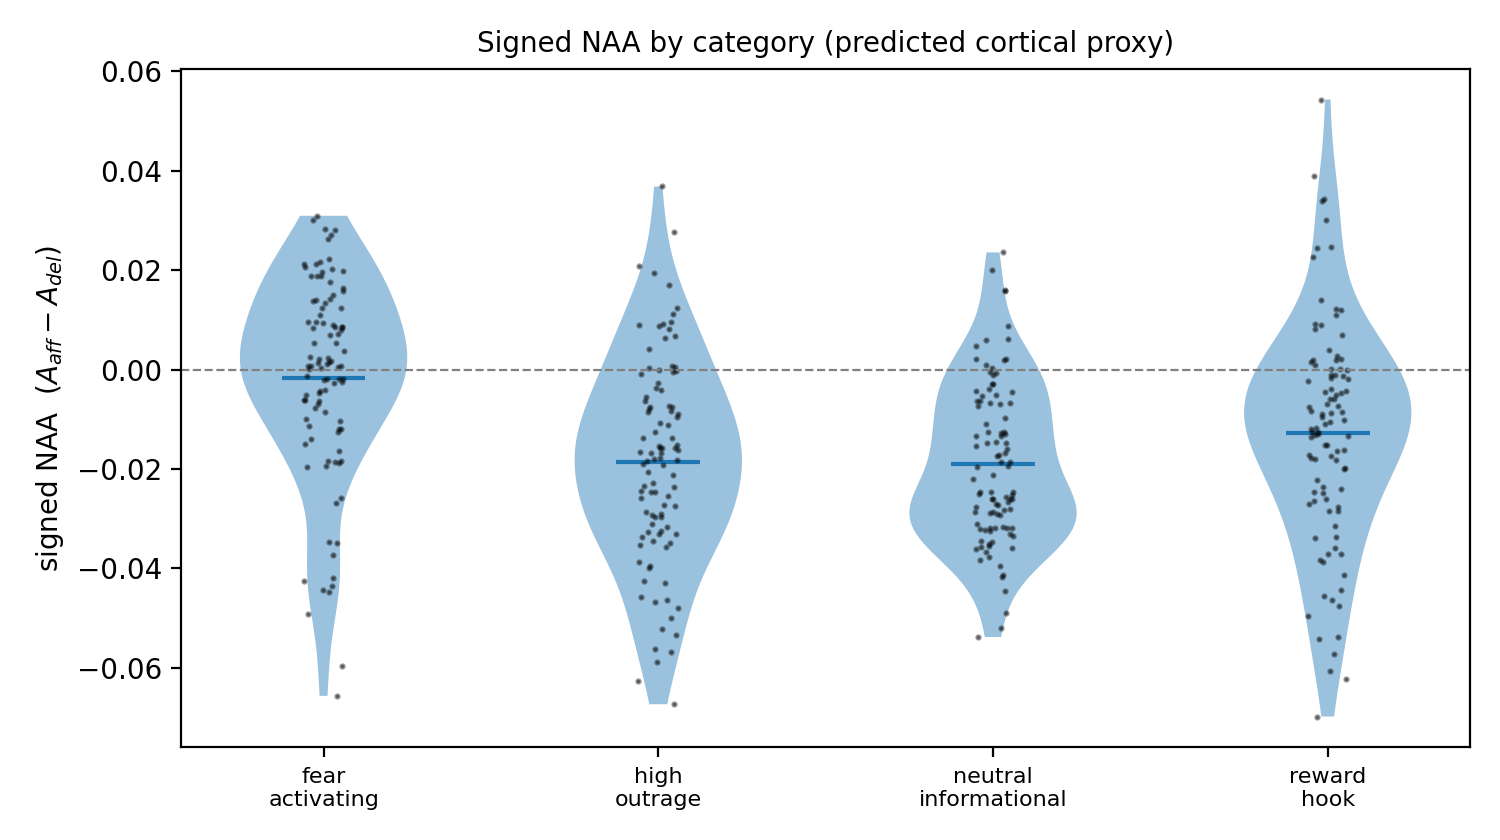 Signed NAA by category (predicted cortical proxy)
signed NAA (A_aff − A_del)
0.06
0.04
0.02
0.00
−0.02
−0.04
−0.06
fear
activating
high
outrage
neutral
informational
reward
hook